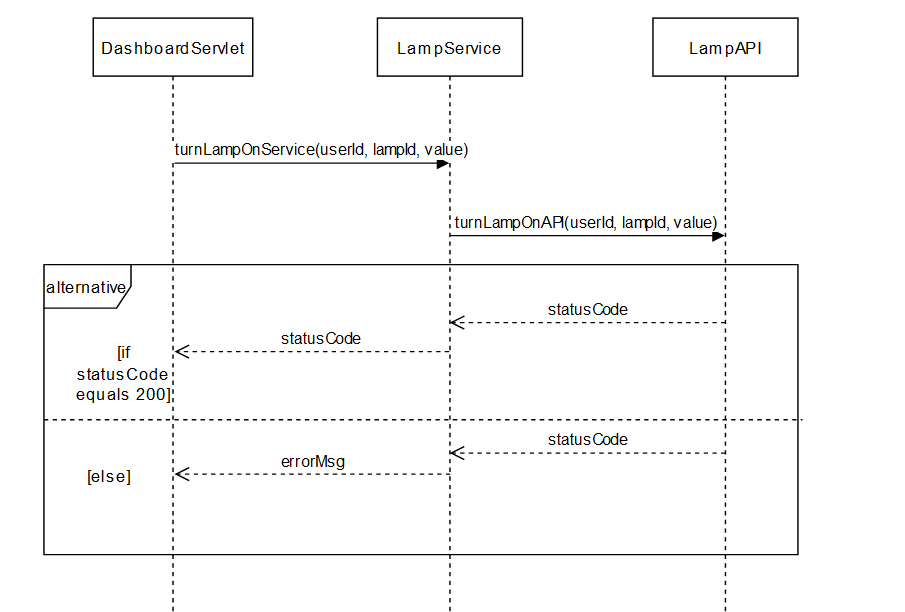 DashboardServlet
LampService
LampAPI
turnLampOnService(userId, lampId, value)
turnLampOnAPI(userId, lampId, value)
alternative
statusCode
statusCode
[if
statusCode
equals 200]
statusCode
errorMsg
[else]